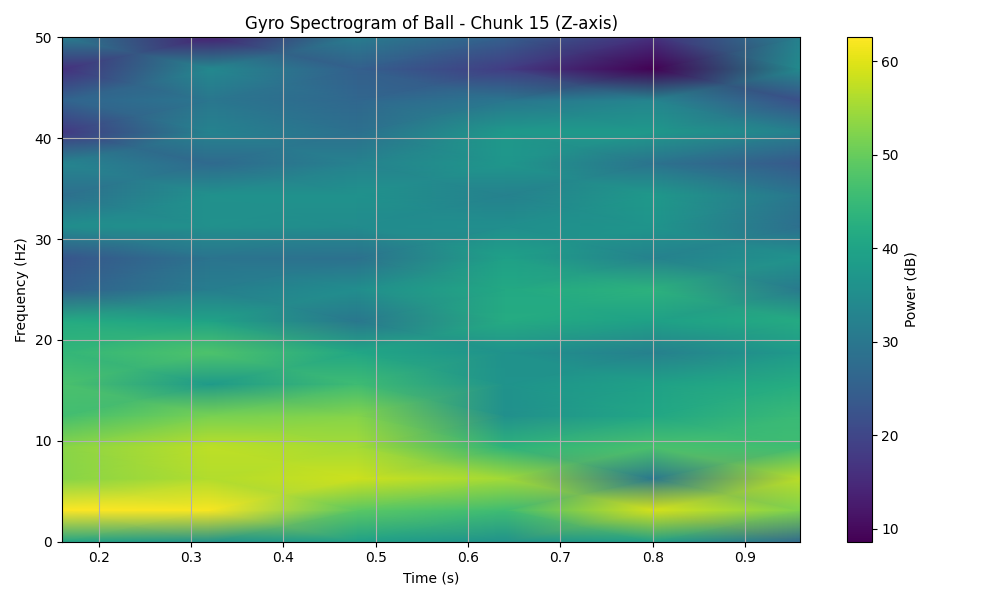 Gyro Spectrogram of Ball - Chunk 15 (Z-axis)
50
40
30
20
10
0
Frequency (Hz)
0.2 0.3 0.4 0.5 0.6 0.7 0.8 0.9
Time (s)
60
50
40
30
20
10
Power (dB)